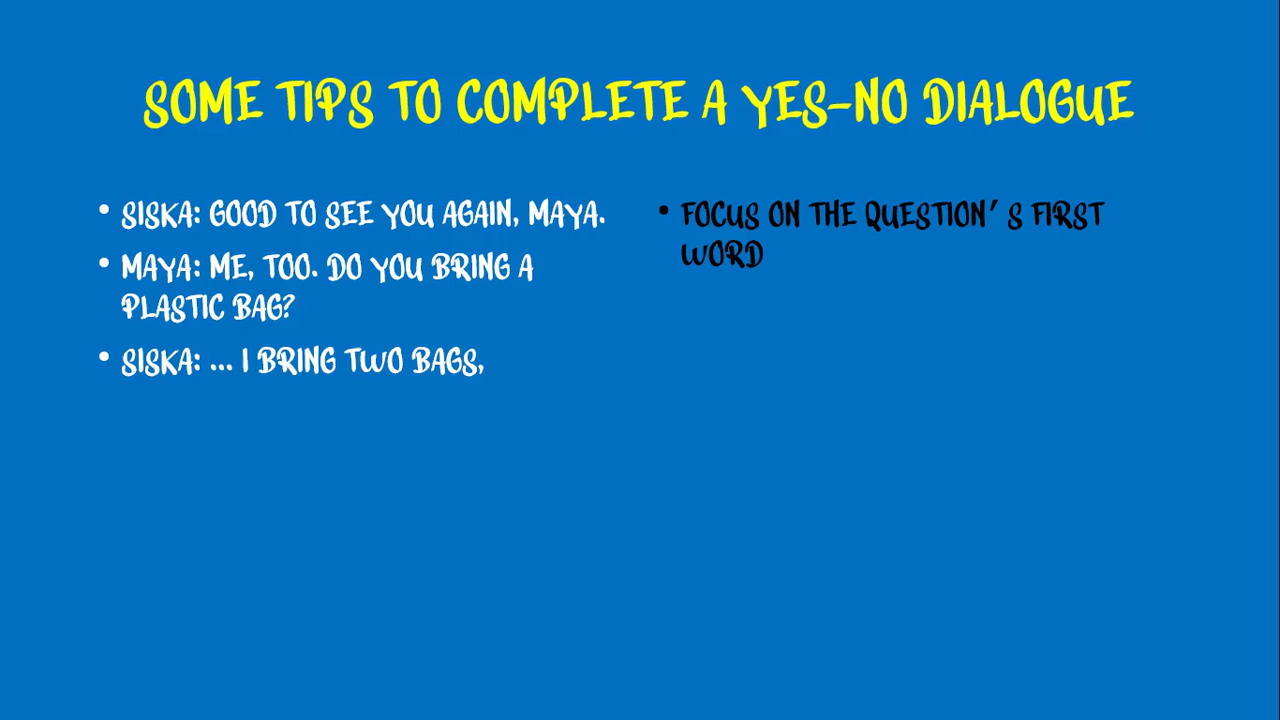 SOME TIPS TO COMPLETE A YES-NO DIALOGUE
• SISKA: GOOD TO SEE YOU AGAIN, MAYA.
• MAYA: ME, TOO. DO YOU BRING A
PLASTIC BAG?
• SISKA: ... I BRING TWO BAGS,
• FOCUS ON THE QUESTION’S FIRST
WORD